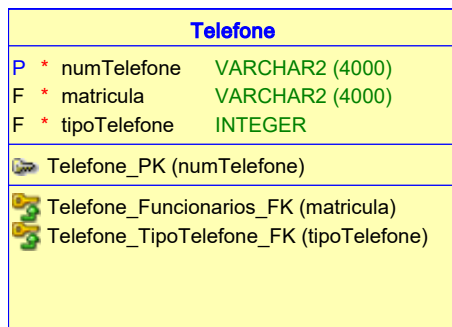 Telefone
P * numTelefone VARCHAR2 (4000)
F * matricula VARCHAR2 (4000)
F * tipoTelefone INTEGER
Telefone_PK (numTelefone)
Telefone_Funcionarios_FK (matricula)
Telefone_TipoTelefone_FK (tipoTelefone)